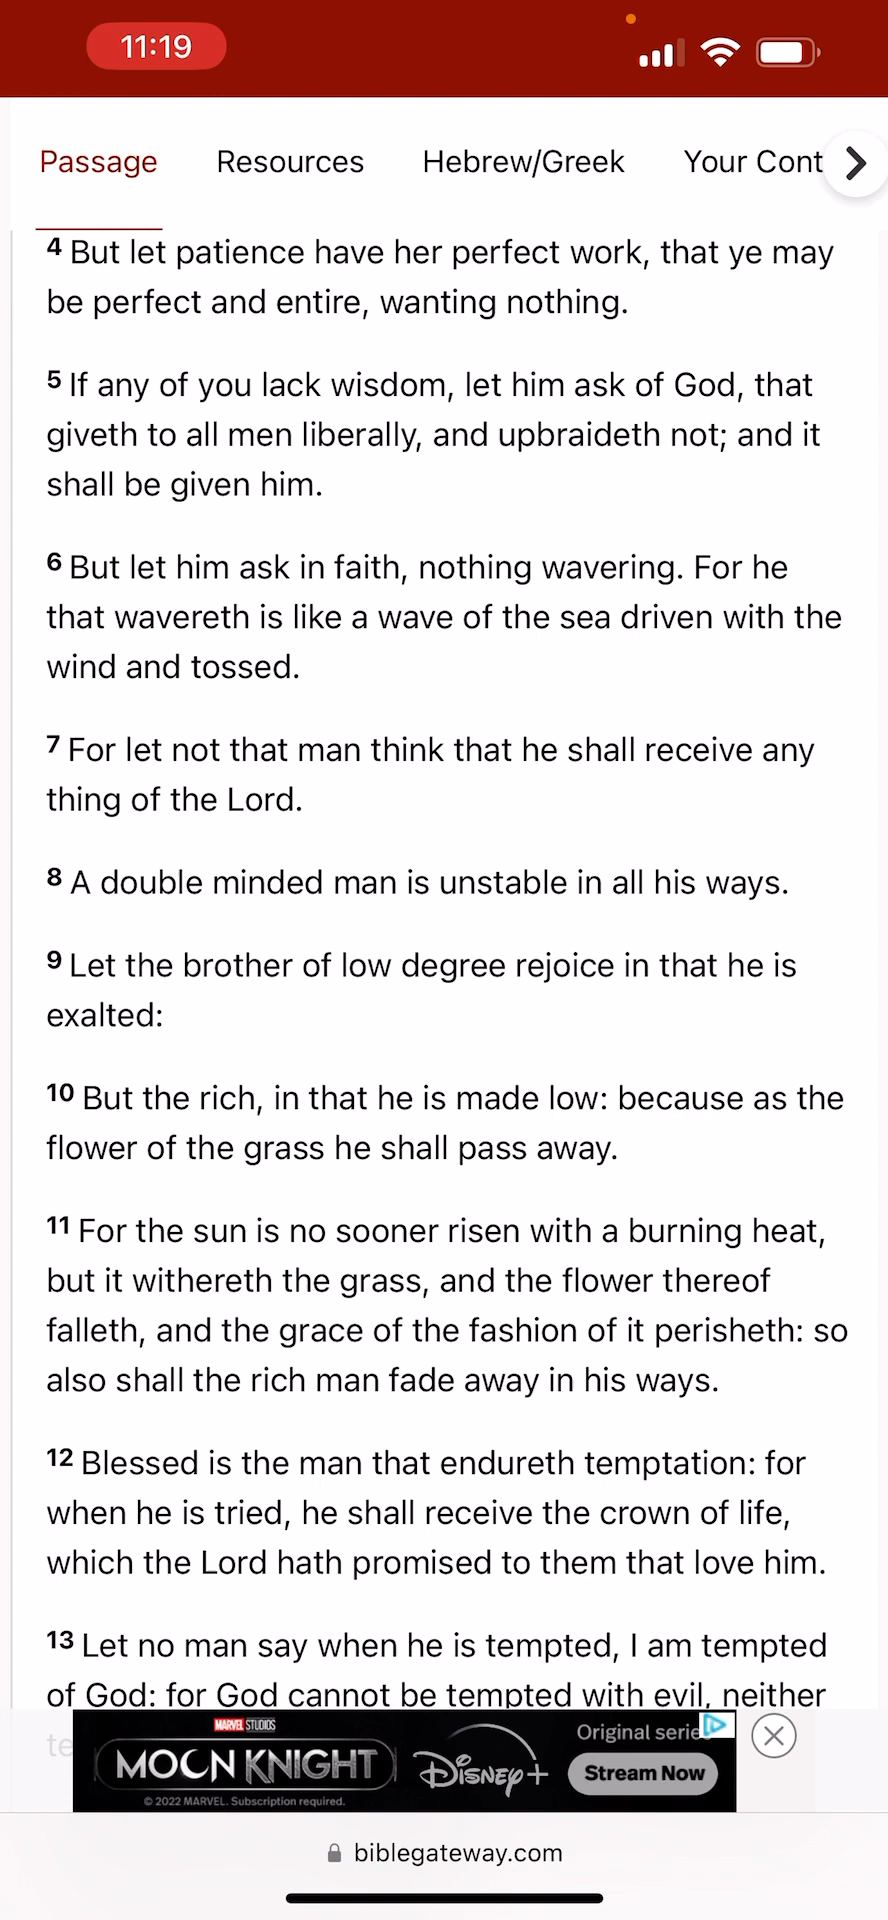 11:19
Passage Resources Hebrew/Greek Your Cont
4 But let patience have her perfect work, that ye may
be perfect and entire, wanting nothing.
5 If any of you lack wisdom, let him ask of God, that
giveth to all men liberally, and upbraideth not; and it
shall be given him.
6 But let him ask in faith, nothing wavering. For he
that wavereth is like a wave of the sea driven with the
wind and tossed.
7 For let not that man think that he shall receive any
thing of the Lord.
8 A double minded man is unstable in all his ways.
9 Let the brother of low degree rejoice in that he is
exalted:
10 But the rich, in that he is made low: because as the
flower of the grass he shall pass away.
11 For the sun is no sooner risen with a burning heat,
but it withereth the grass, and the flower thereof
falleth, and the grace of the fashion of it perisheth: so
also shall the rich man fade away in his ways.
12 Blessed is the man that endureth temptation: for
when he is tried, he shall receive the crown of life,
which the Lord hath promised to them that love him.
13 Let no man say when he is tempted, I am tempted
of God: for God cannot be tempted with evil, neither
te
MARVEL STUDIOS
MOON KNIGHT
© 2022 MARVEL. Subscription required.
Disney+
Original serie
Stream Now
biblegateway.com